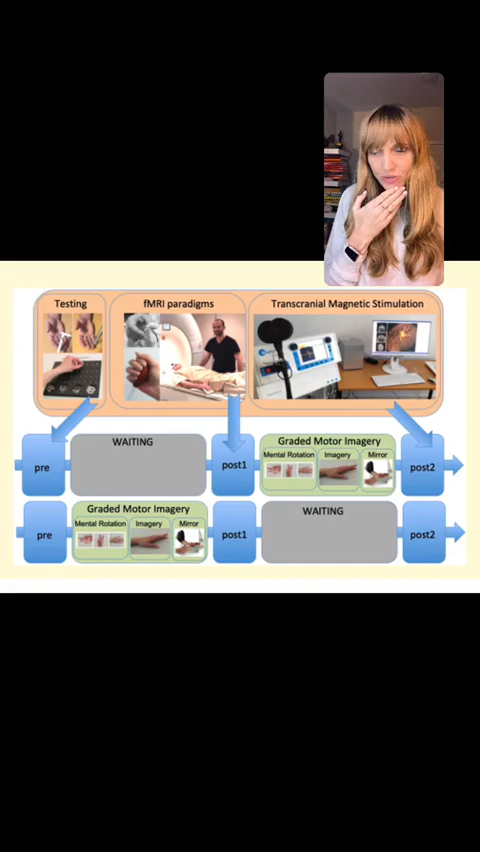 Testing
fMRI paradigms
Transcranial Magnetic Stimulation
pre
WAITING
post1
Graded Motor Imagery
Mental Rotation
Imagery
Mirror
post2
pre
Graded Motor Imagery
Mental Rotation
Imagery
Mirror
post1
WAITING
post2